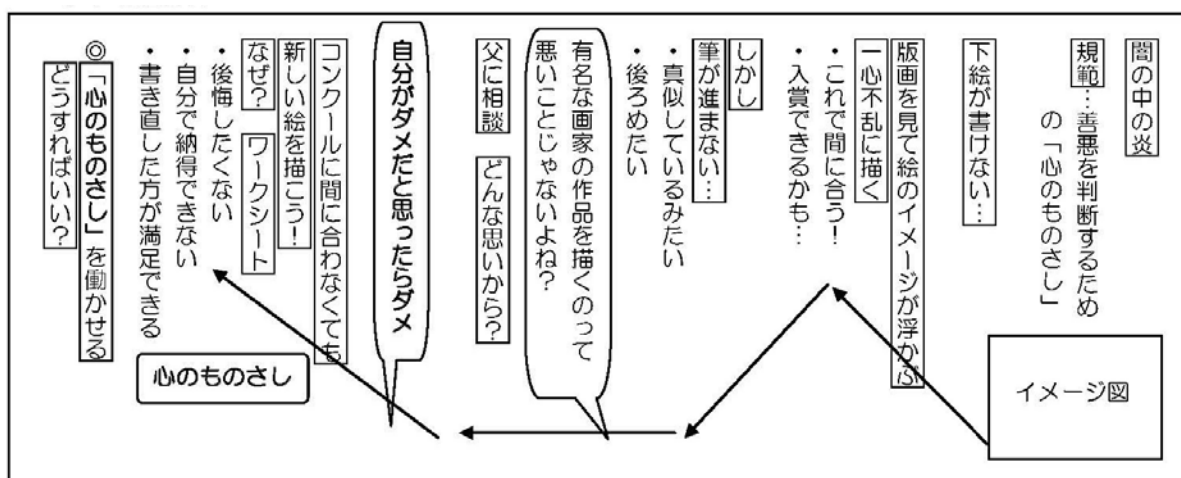 闇の中の炎
規範…善悪を判断するため
の「心のものさし」
イメージ図
下絵が書けない…
版画を見て絵のイメージが浮かぶ
一心不乱に描く
・これで間に合う！
・入賞できるかも…
しかし
筆が進まない…
・真似しているみたい
・後ろめたい
有名な画家の作品を描くのって
悪いことじゃないよね？
父に相談 どんな思いから？
自分がダメだと思ったらダメ
コンクールに間に合わなくても
新しい絵を描こう！
なぜ？ ワークシート
・後悔したくない
・自分で納得できない
・書き直した方が満足できる
心のものさし
◎「心のものさし」を働かせる
どうすればいい？